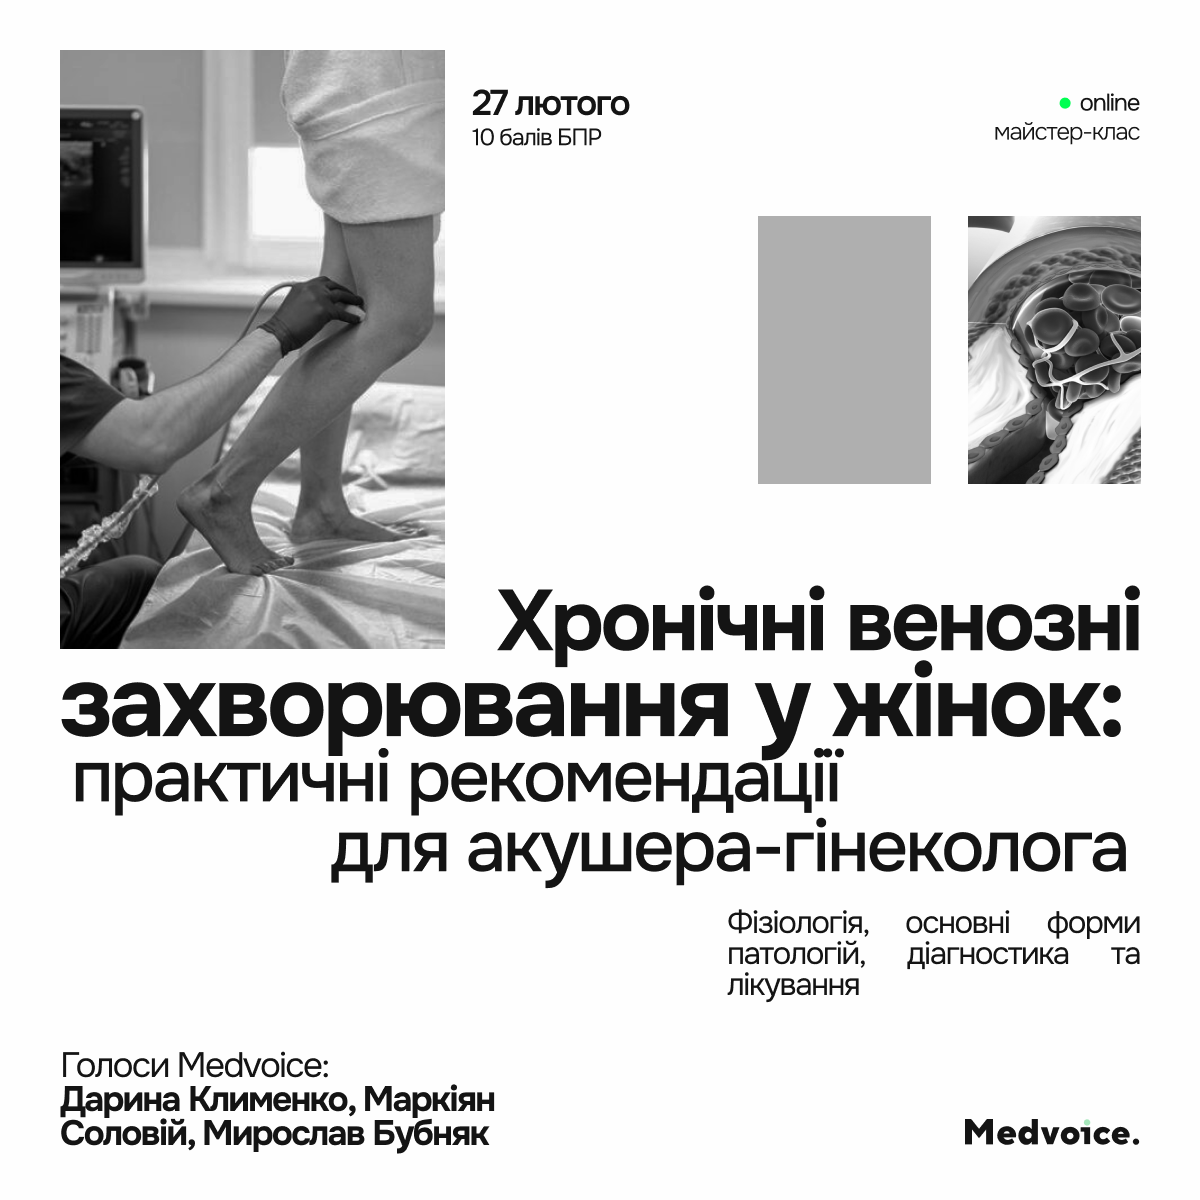 27 лютого
10 балів БПР
online
майстер-клас
Хронічні венозні
захворювання у жінок:
практичні рекомендації
для акушера-гінеколога
Фізіологія, основні форми
патологій, діагностика та
лікування
Голоси Medvoice:
Дарина Клименко, Маркіян
Соловій, Мирослав Бубняк
Medvoice.